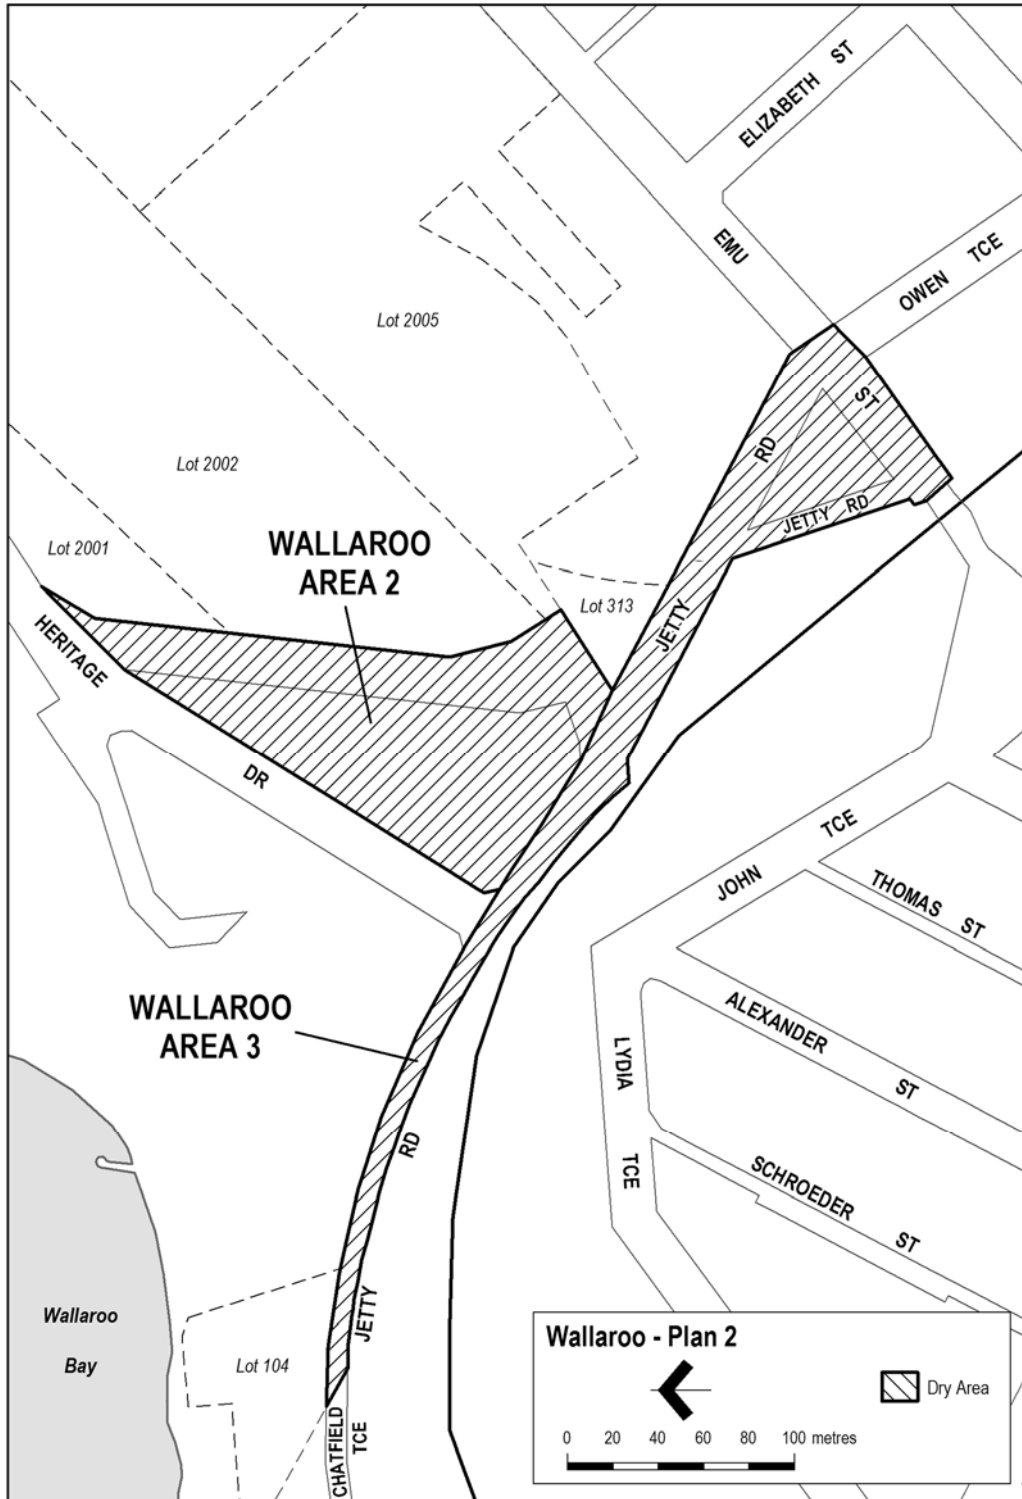 ELIZABETH ST
EMU
OWEN TCE
Lot 2005
ST
RD
Lot 2002
JETTY RD
Lot 2001
WALLAROO
AREA 2
Lot 313
JETTY
HERITAGE
DR
JOHN TCE
THOMAS ST
WALLAROO
AREA 3
ALEXANDER ST
LYDIA TCE
RD
SCHROEDER ST
JETTY
Wallaroo
Bay
Lot 104
CHATFIELD
TCE
Wallaroo - Plan 2
Dry Area
0 20 40 60 80 100 metres